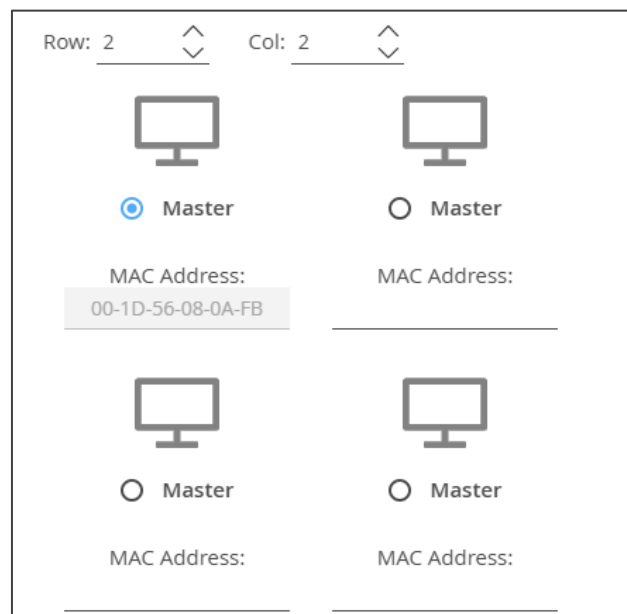 Row: 2 Col: 2
Master Master
MAC Address: MAC Address:
00-1D-56-08-0A-FB
Master Master
MAC Address: MAC Address: